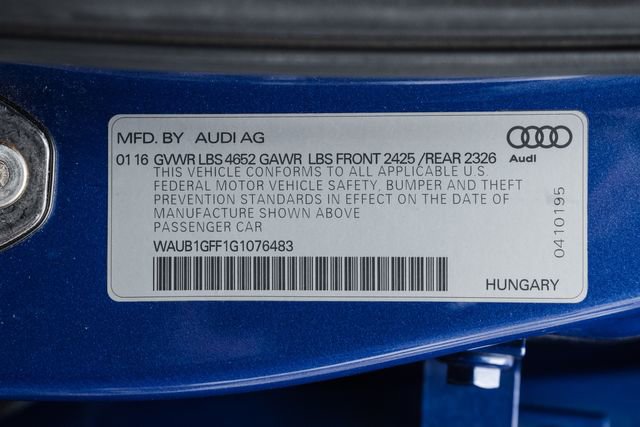 MFD. BY AUDI AG
Audi
01 16 GVWR LBS 4652 GAWR LBS FRONT 2425 /REAR 2326
THIS VEHICLE CONFORMS TO ALL APPLICABLE U.S
FEDERAL MOTOR VEHICLE SAFETY, BUMPER AND THEFT
PREVENTION STANDARDS IN EFFECT ON THE DATE OF
MANUFACTURE SHOWN ABOVE
PASSENGER CAR
WAUB1GFF1G1076483
0410195
HUNGARY